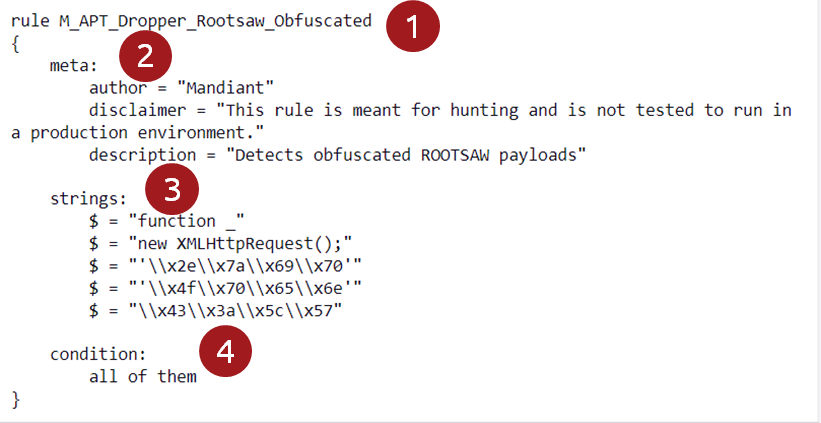 rule M_APT_Dropper_Rootsaw_Obfuscated 1
{
meta: 2
author = "Mandiant"
disclaimer = "This rule is meant for hunting and is not tested to run in
a production environment."
description = "Detects obfuscated ROOTSAW payloads"
strings: 3
$ = "function _"
$ = "new XMLHttpRequest();"
$ = "'\\x2e\\x7a\\x69\\x70'"
$ = "'\\x4f\\x70\\x65\\x6e'"
$ = "\\x43\\x3a\\x5c\\x57"
condition: 4
all of them
}